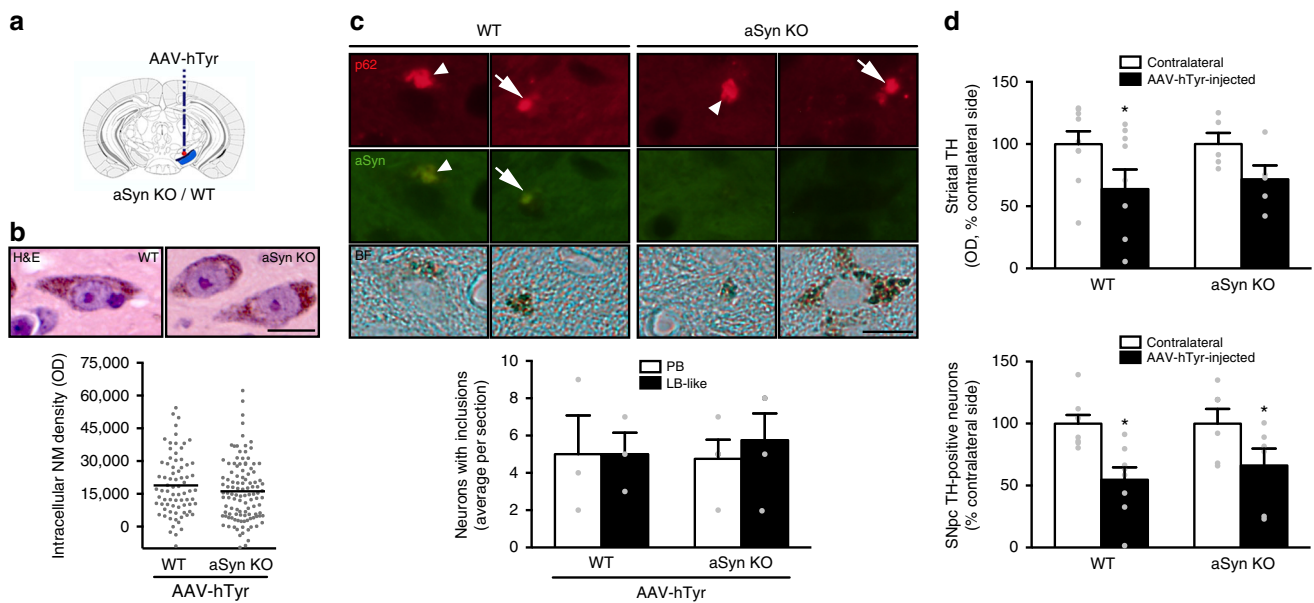 a
AAV-hTyr
aSyn KO / WT
b
H&E
WT
aSyn KO
Intracellular NM density (OD)
75,000
60,000
45,000
30,000
15,000
0
WT
aSyn KO
AAV-hTyr
c
WT
aSyn KO
p62
aSyn
BF
Neurons with inclusions
(average per section)
10
8
6
4
2
0
PB
LB-like
WT
aSyn KO
AAV-hTyr
d
Contralateral
AAV-hTyr-injected
Striatal TH
(OD, % contralateral side)
150
100
50
0
*
WT
aSyn KO
Contralateral
AAV-hTyr-injected
SNpc TH-positive neurons
(% contralateral side)
150
100
50
0
*
*
WT
aSyn KO